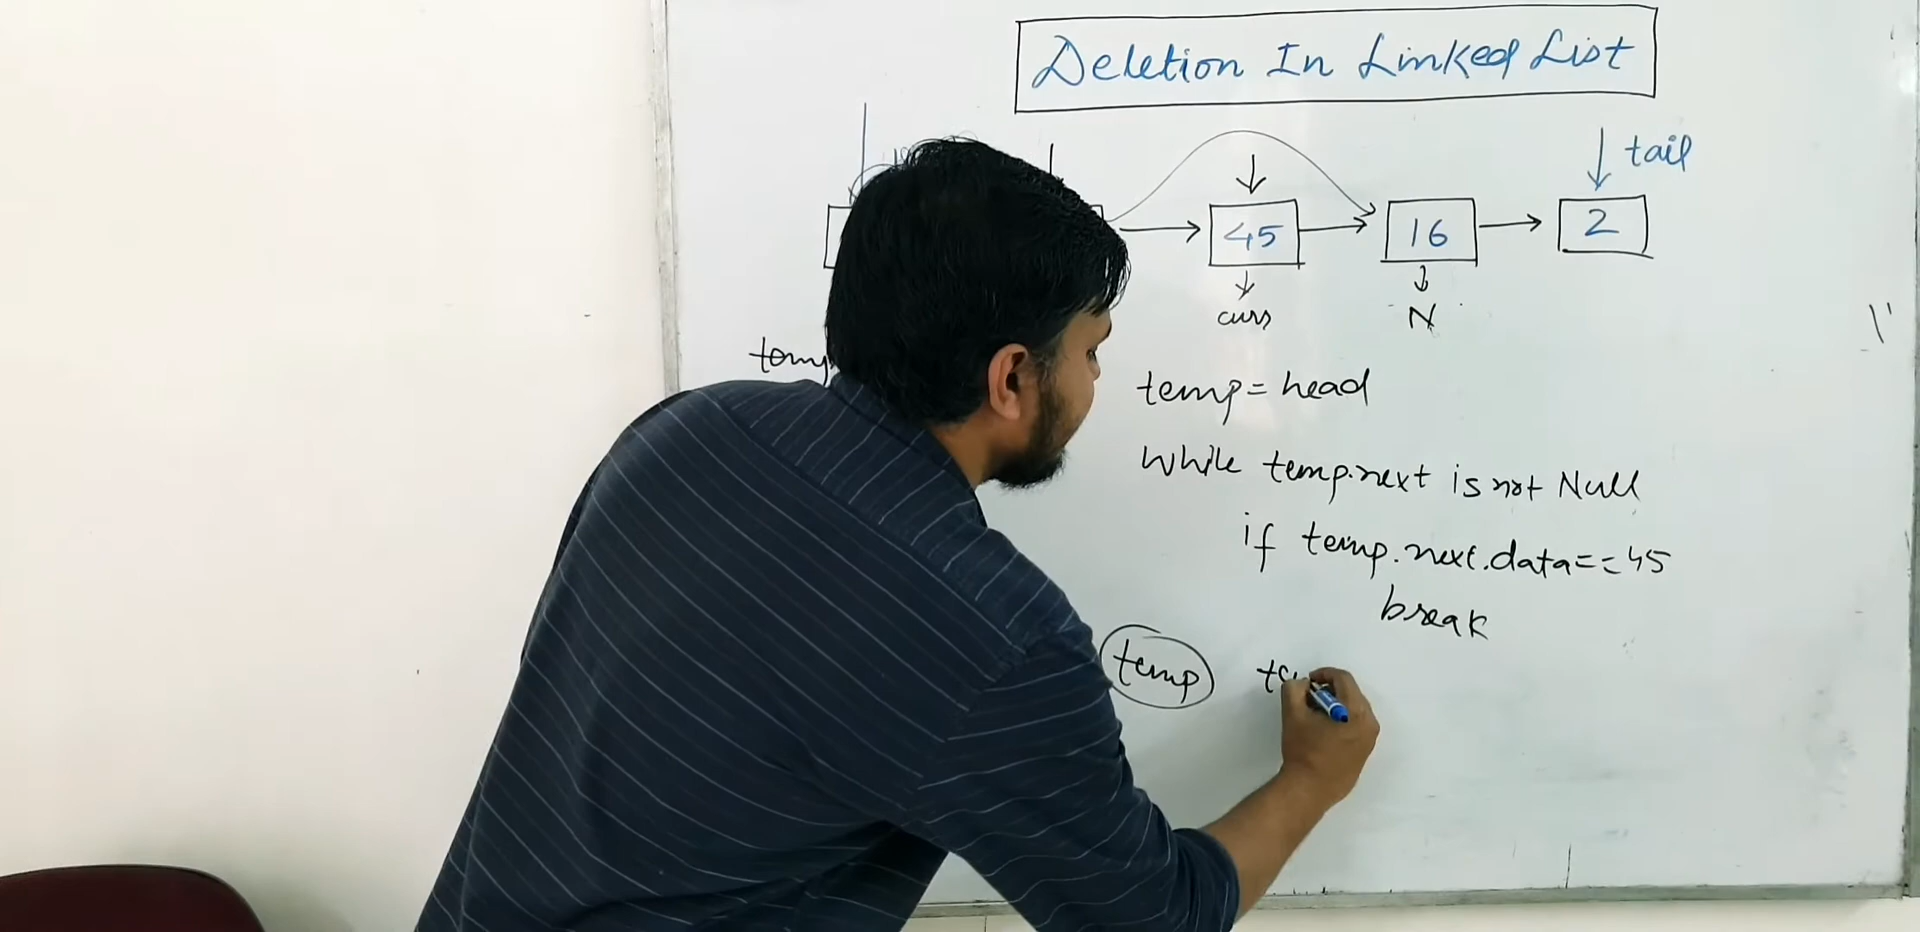 Deletion In Linked List
tail
45 16 2
curr N
temp
temp = head
While temp.next is not Null
if temp.next.data == 45
break
temp